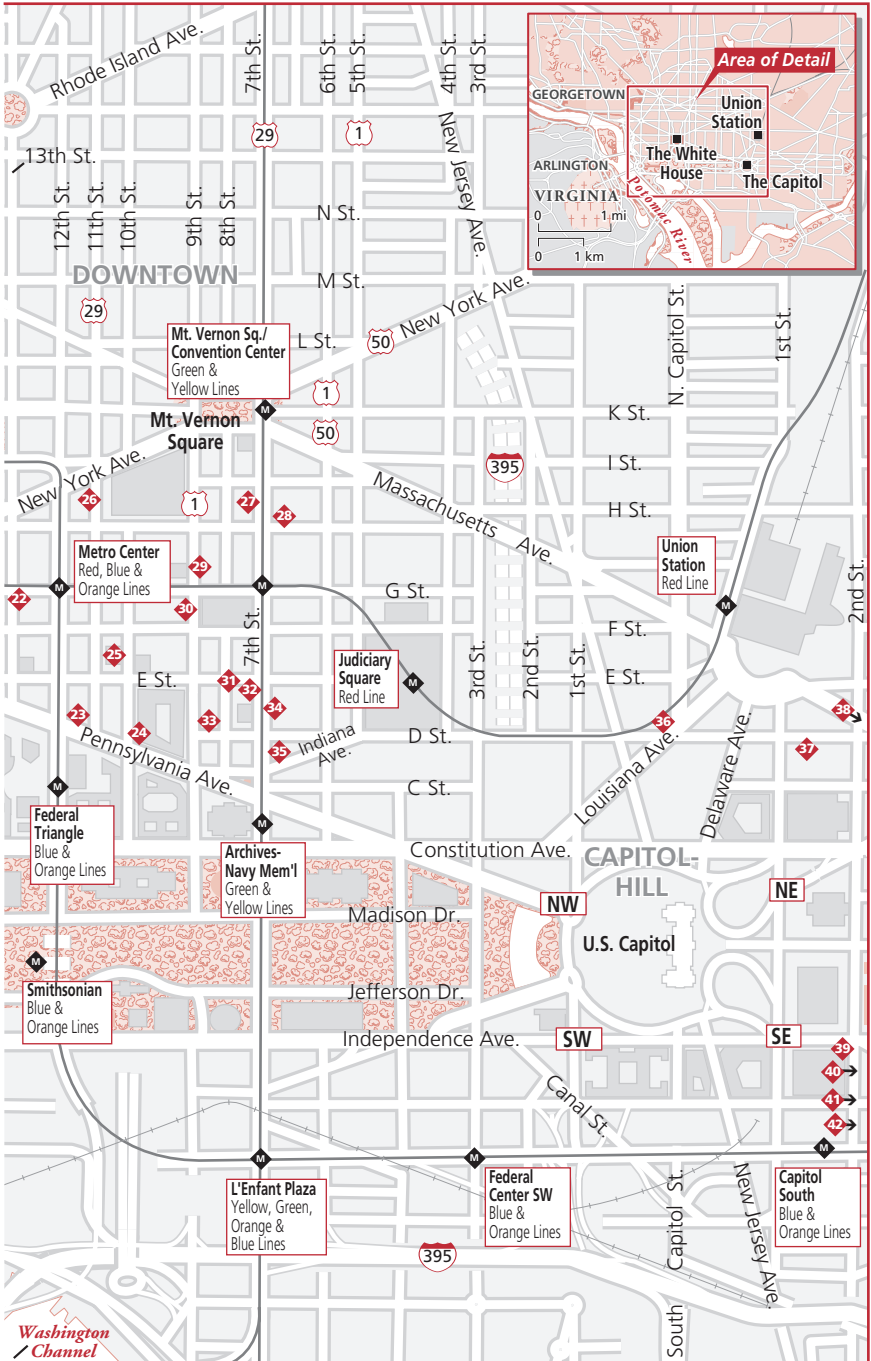 Rhode Island Ave.
7th St.
6th St.
5th St.
4th St.
3rd St.
Area of Detail
GEORGETOWN
Union
Station
The White
House
ARLINGTON
The Capitol
VIRGINIA
Potomac River
0 1 mi
0 1 km
29
1
13th St.
New Jersey Ave.
12th St.
11th St.
10th St.
9th St.
8th St.
N St.
DOWNTOWN
M St.
29
New York Ave.
N. Capitol St.
1st St.
Mt. Vernon Sq./
Convention Center
Green &
Yellow Lines
L St.
50
1
M
K St.
Mt. Vernon
Square
50
I St.
395
New York Ave.
Massachusetts Ave.
26
1
27
28
H St.
Metro Center
Red, Blue &
Orange Lines
29
Union
Station
Red Line
M
M
M
22
30
G St.
2nd St.
F St.
7th St.
25
Judiciary
Square
Red Line
M
3rd St.
2nd St.
1st St.
E St.
E St.
31
32
34
23
24
33
36
38
35
Indiana
Ave.
D St.
37
Pennsylvania Ave.
Louisiana Ave.
Delaware Ave.
M
C St.
Federal
Triangle
Blue &
Orange Lines
M
Archives-
Navy Mem'l
Green &
Yellow Lines
Constitution Ave.
CAPITOL-
HILL
NW
NE
Madison Dr.
U.S. Capitol
M
Smithsonian
Blue &
Orange Lines
Jefferson Dr.
Independence Ave.
SW
SE
39
40
41
42
Canal St.
M
M
M
L'Enfant Plaza
Yellow, Green,
Orange &
Blue Lines
Federal
Center SW
Blue &
Orange Lines
South Capitol St.
New Jersey Ave.
Capitol
South
Blue &
Orange Lines
395
Washington
Channel